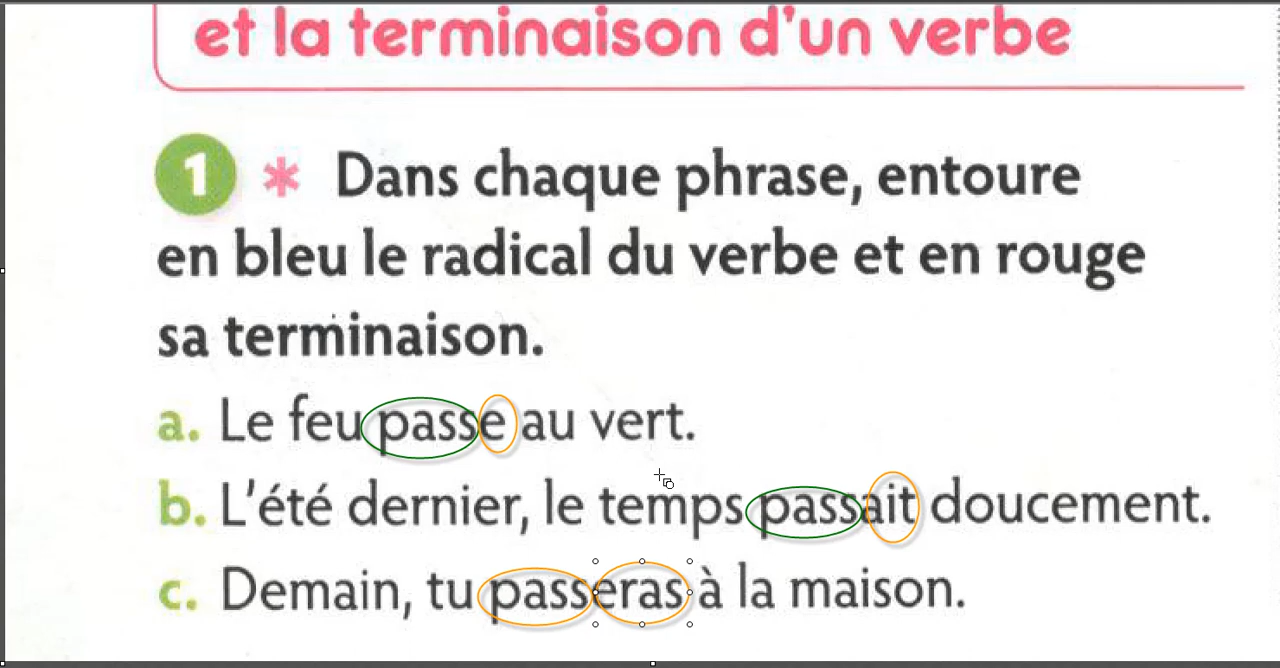 et la terminaison d'un verbe
1 * Dans chaque phrase, entoure
en bleu le radical du verbe et en rouge
sa terminaison.
a. Le feu passe au vert.
b. L'été dernier, le temps passait doucement.
c. Demain, tu passeras à la maison.